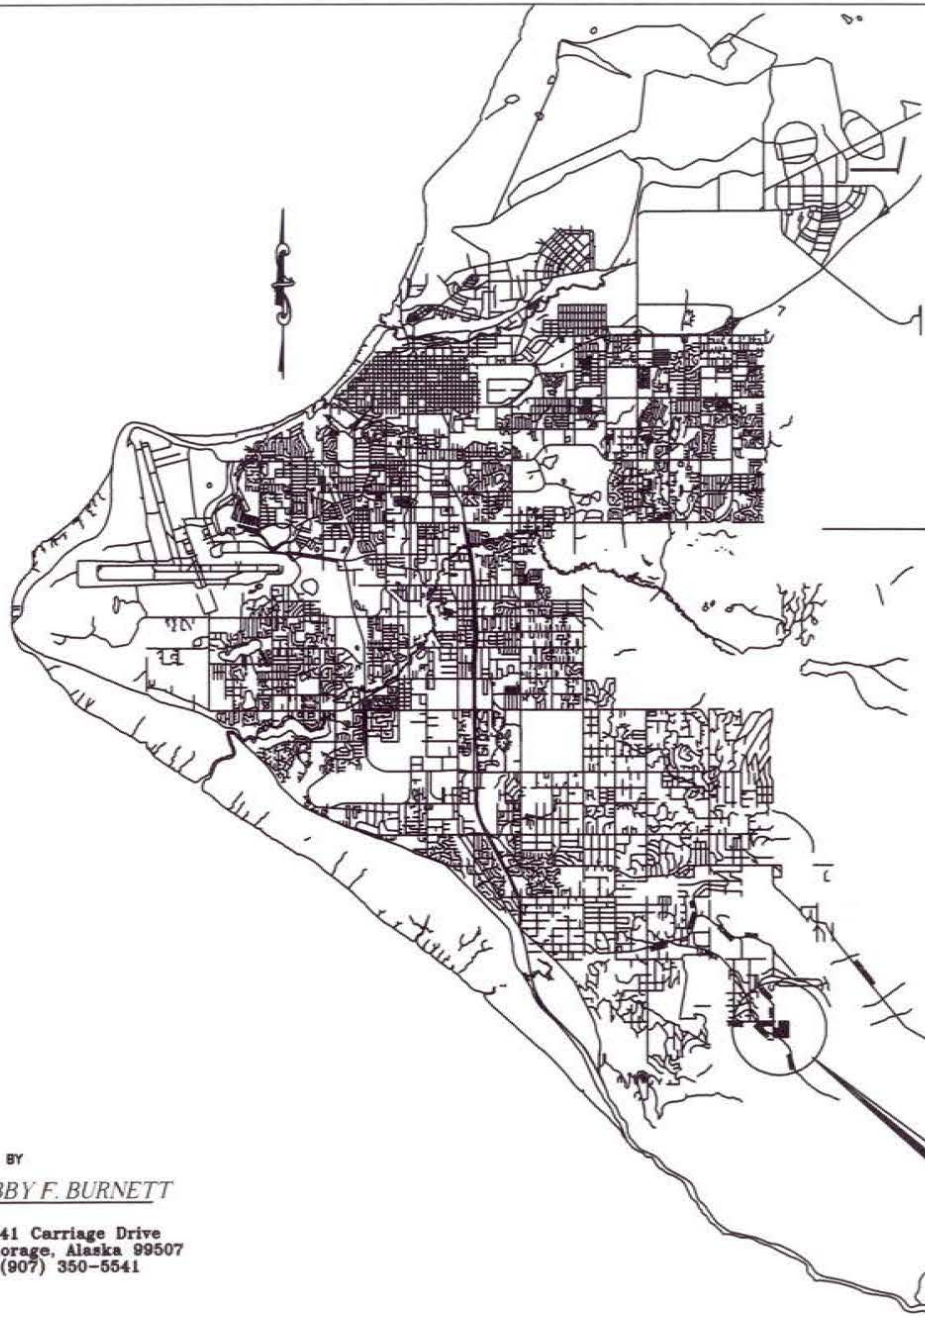 BY
BBY F. BURNETT
41 Carriage Drive
orage, Alaska 99507
(907) 350-5541